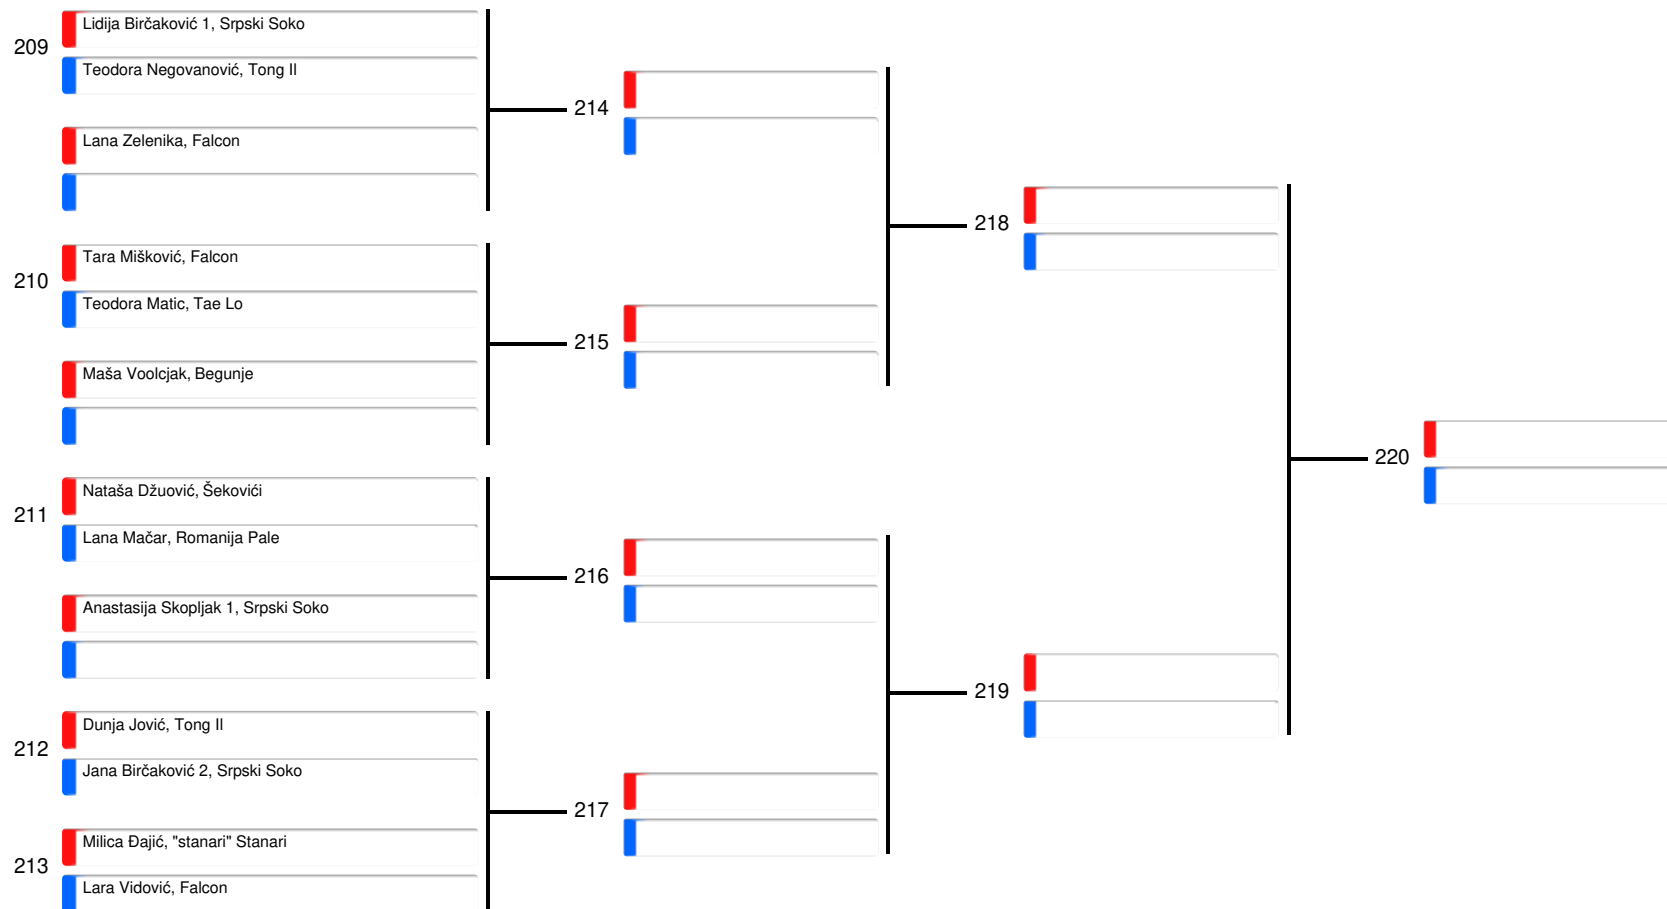 209
Lidija Birčaković 1, Srpski Soko
Teodora Negovanović, Tong Il
Lana Zelenika, Falcon
210
Tara Mišković, Falcon
Teodora Matic, Tae Lo
Maša Voolcjak, Begunje
211
Nataša Džuović, Šekovići
Lana Mačar, Romanija Pale
Anastasija Skopljak 1, Srpski Soko
212
Dunja Jović, Tong Il
Jana Birčaković 2, Srpski Soko
213
Milica Đajić, "stanari" Stanari
Lara Vidović, Falcon
214
215
216
217
218
219
220